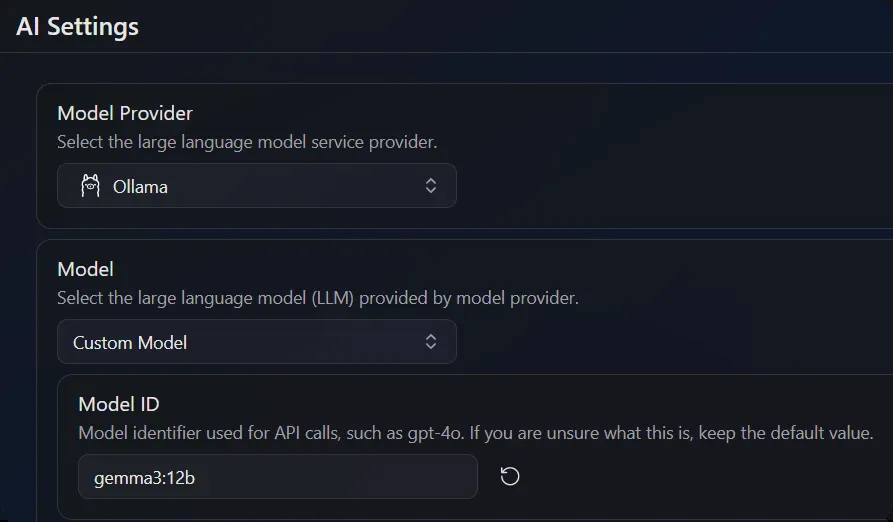 AI Settings
Model Provider
Select the large language model service provider.
Ollama
Model
Select the large language model (LLM) provided by model provider.
Custom Model
Model ID
Model identifier used for API calls, such as gpt-4o. If you are unsure what this is, keep the default value.
gemma3:12b